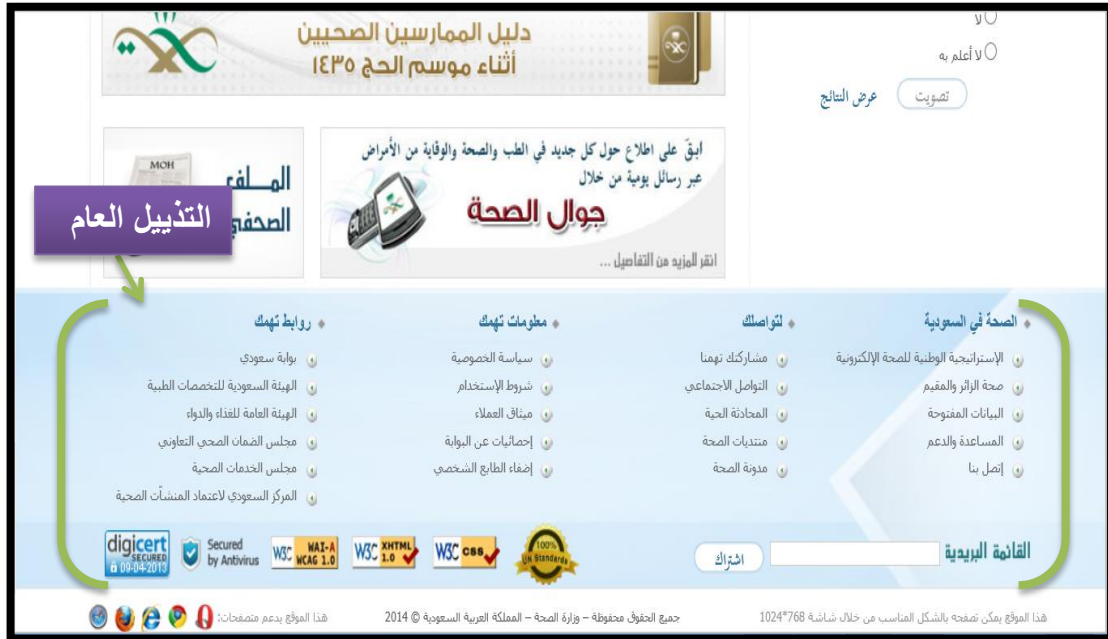 لا
لا أعلم به
تصويت
عرض النتائج
دليل الممارسين الصحيين
أثناء موسم الحج ١٤٣٥
ابقَ على اطلاع حول كل جديد في الطب والصحة والوقاية من الأمراض
عبر رسائل يومية من خلال
جوال الصحة
انقر للمزيد من التفاصيل ...
MOH
الصحفي
التذييل العام
الصحة في السعودية
الإستراتيجية الوطنية للصحة الإلكترونية
صحة الزائر والمقيم
البيانات المفتوحة
المساعدة والدعم
إتصل بنا
لتواصلك
مشاركتك تهمنا
التواصل الاجتماعي
المحادثة الحية
منتديات الصحة
مدونة الصحة
معلومات تهمك
سياسة الخصوصية
شروط الإستخدام
ميثاق العملاء
إحصائيات عن البوابة
إضفاء الطابع الشخصي
روابط تهمك
بوابة سعودي
الهيئة السعودية للتخصصات الطبية
الهيئة العامة للغذاء والدواء
مجلس الضمان الصحي التعاوني
مجلس الخدمات الصحية
المركز السعودي لاعتماد المنشآت الصحية
القائمة البريدية
اشتراك
100%
UN Standards
W3C css
W3C XHTML 1.0
W3C WAI-A WCAG 1.0
Secured
by Antivirus
digicert
SECURED
09-04-2013
هذا الموقع يمكن تصفحه بالشكل المناسب من خلال شاشة 768*1024
جميع الحقوق محفوظة – وزارة الصحة – المملكة العربية السعودية © 2014
هذا الموقع يدعم متصفحات: